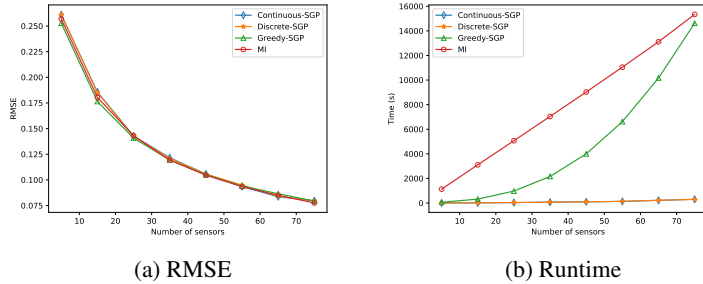 0.250
0.225
0.200
0.175
0.150
0.125
0.100
0.075
RMSE
10 20 30 40 50 60 70
Number of sensors
Continuous-SGP
Discrete-SGP
Greedy-SGP
MI
(a) RMSE
16000
14000
12000
10000
8000
6000
4000
2000
0
Time (s)
10 20 30 40 50 60 70
Number of sensors
Continuous-SGP
Discrete-SGP
Greedy-SGP
MI
(b) Runtime